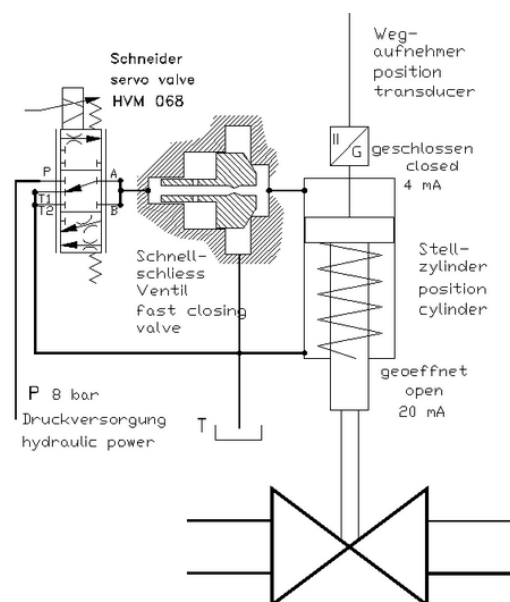 Schneider
servo valve
HVM 068
Weg-
aufnehmer
position
transducer
II
G
geschlossen
closed
4 mA
P
A
T1
T2
B
Schnell-
schliess
Ventil
fast closing
valve
Stell-
zylinder
position
cylinder
geoeffnet
open
20 mA
P 8 bar
Druckversorgung
hydraulic power
T